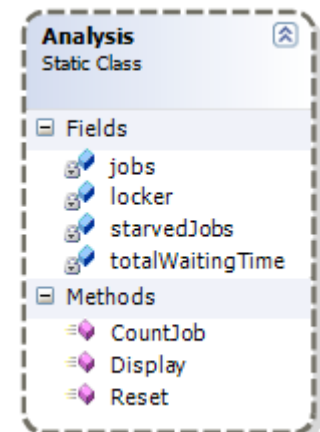 Analysis
Static Class
Fields
jobs
locker
starvedJobs
totalWaitingTime
Methods
CountJob
Display
Reset